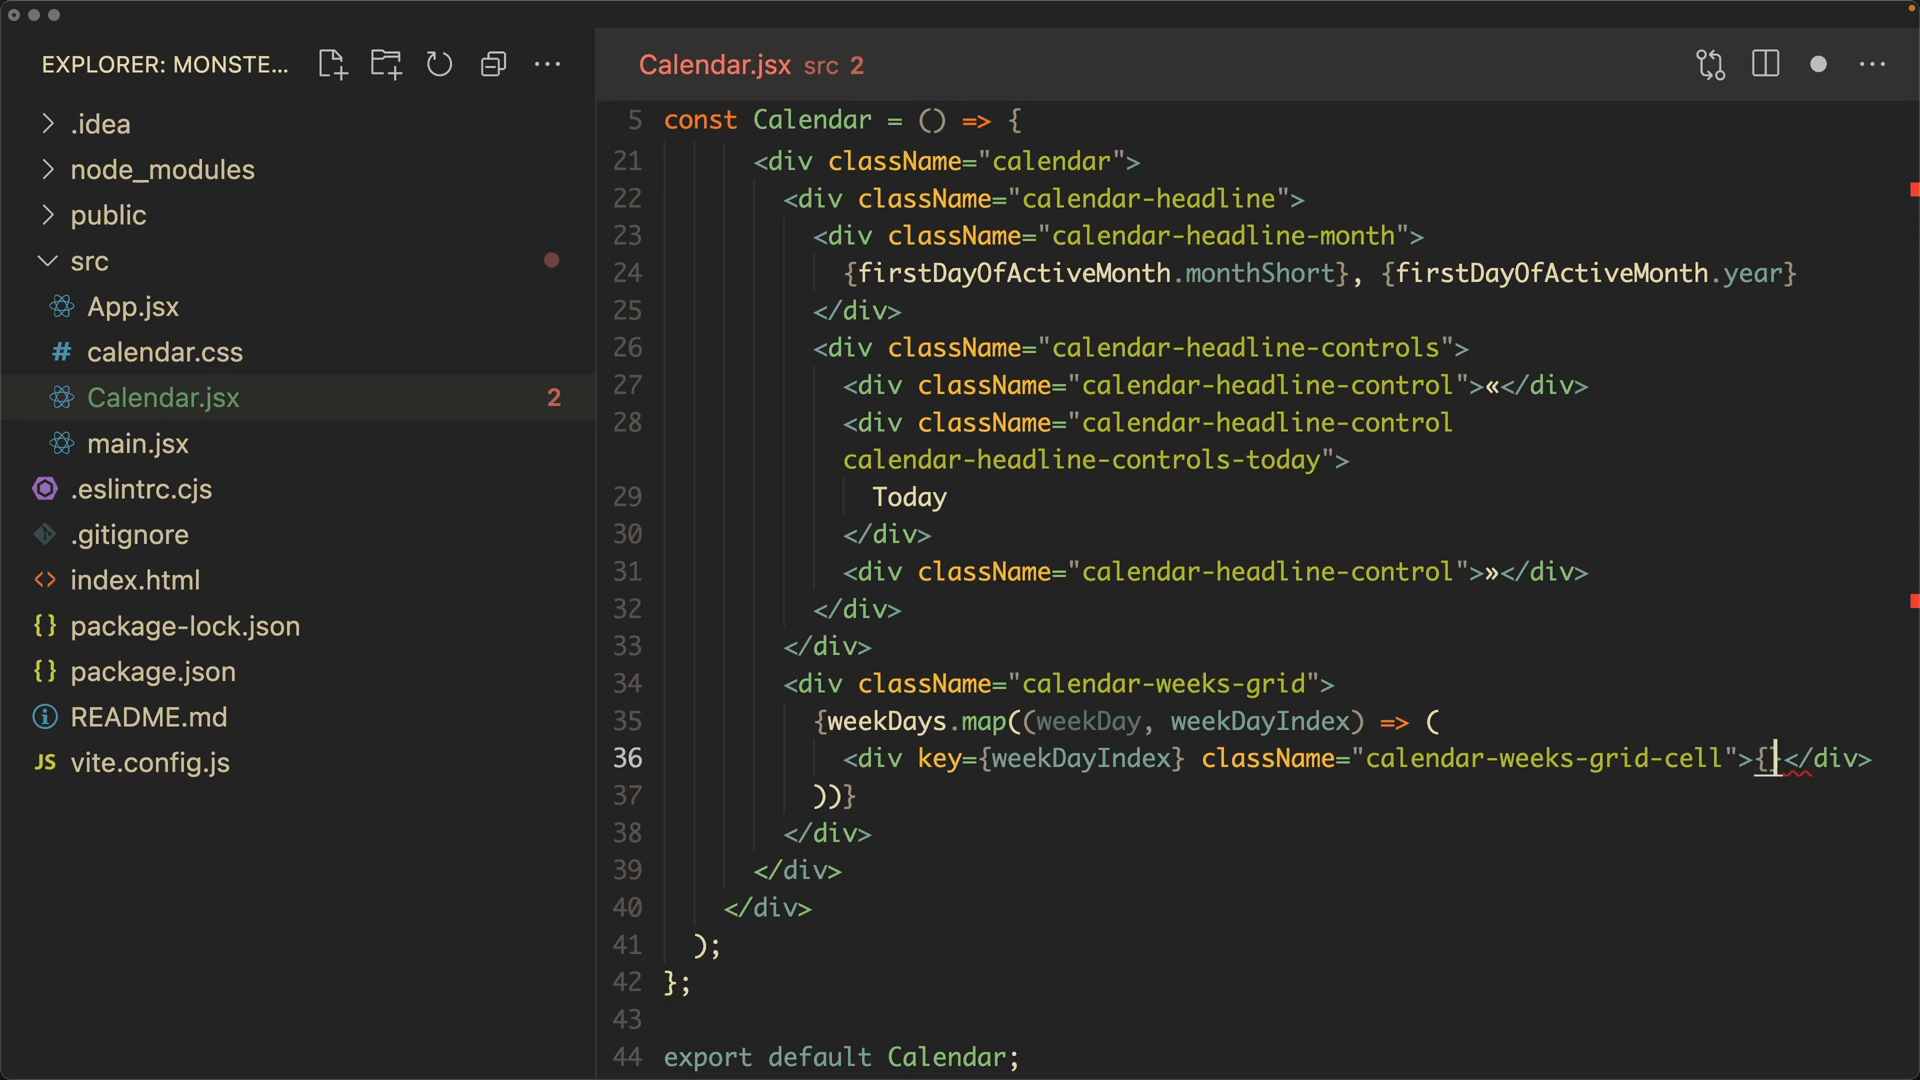 EXPLORER: MONSTE...
.idea
node_modules
public
src
App.jsx
# calendar.css
Calendar.jsx 2
main.jsx
.eslintrc.cjs
.gitignore
<> index.html
{} package-lock.json
{} package.json
README.md
JS vite.config.js
Calendar.jsx src 2
5 const Calendar = () => {
21 <div className="calendar">
22 <div className="calendar-headline">
23 <div className="calendar-headline-month">
24 {firstDayOfActiveMonth.monthShort}, {firstDayOfActiveMonth.year}
25 </div>
26 <div className="calendar-headline-controls">
27 <div className="calendar-headline-control">«</div>
28 <div className="calendar-headline-control
calendar-headline-controls-today">
29 Today
30 </div>
31 <div className="calendar-headline-control">»</div>
32 </div>
33 </div>
34 <div className="calendar-weeks-grid">
35 {weekDays.map((weekDay, weekDayIndex) => (
36 <div key={weekDayIndex} className="calendar-weeks-grid-cell">{}</div>
37 ))}
38 </div>
39 </div>
40 </div>
41 );
42 };
43
44 export default Calendar;